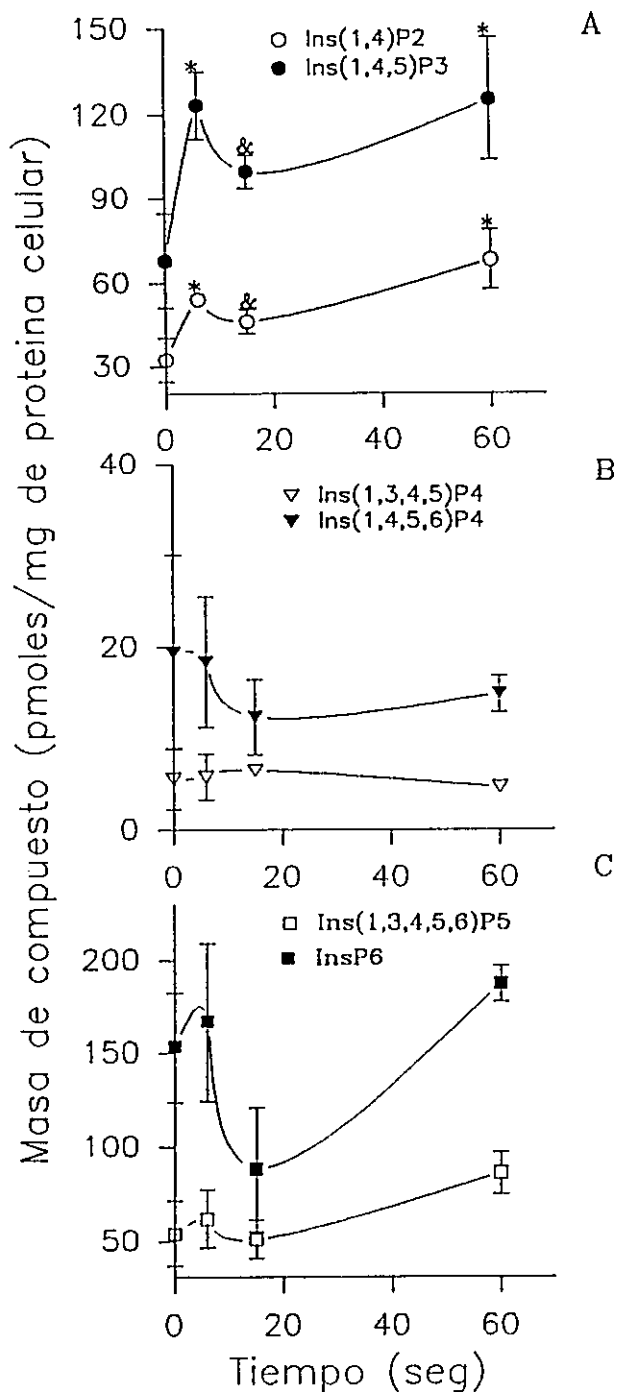 Masa de compuesto (pmoles/mg de proteina celular)
A
150
120
90
60
30
○ Ins(1,4)P2
● Ins(1,4,5)P3
*
*
&
*
*
&
0 20 40 60
B
40
20
0
▽ Ins(1,3,4,5)P4
▼ Ins(1,4,5,6)P4
0 20 40 60
C
200
150
100
50
□ Ins(1,3,4,5,6)P5
■ InsP6
0 20 40 60
Tiempo (seg)